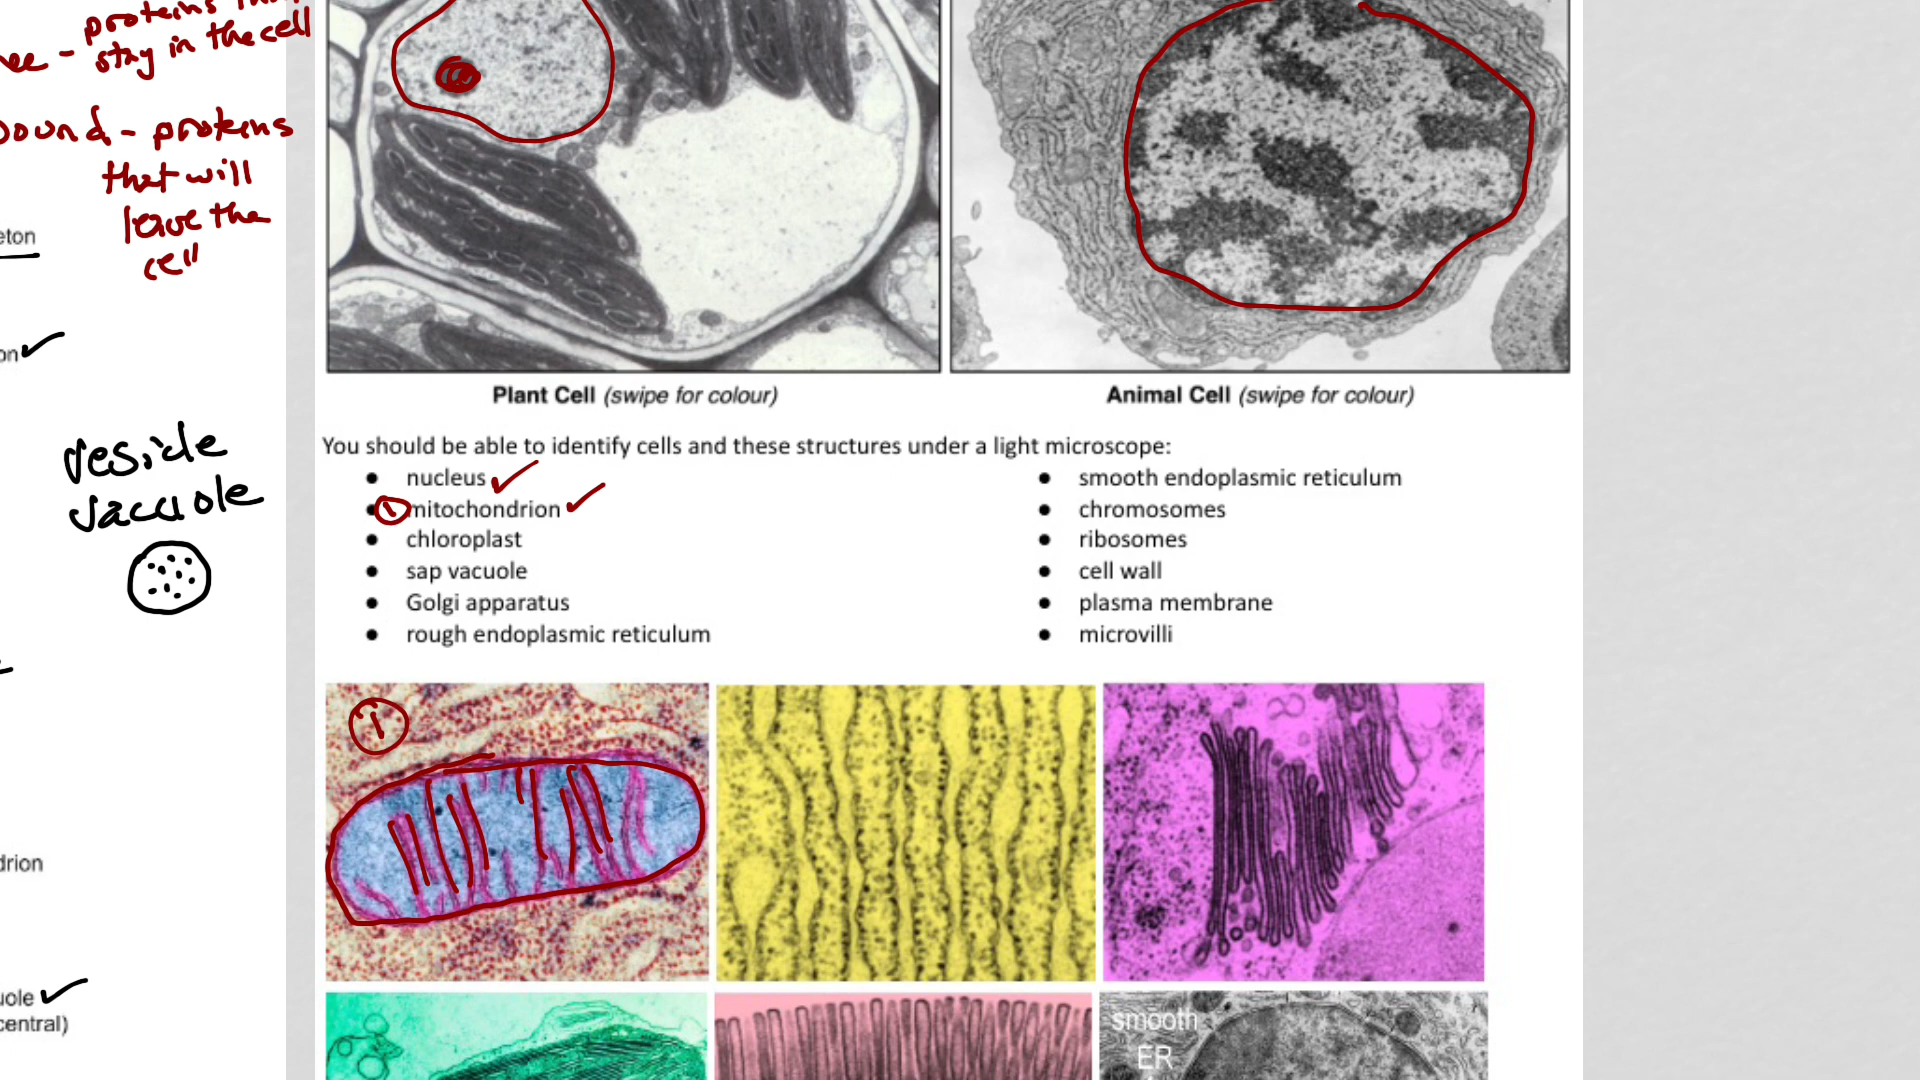 proteins
stay in the cell
proteins
that will
leave the
cell
Plant Cell (swipe for colour)
Animal Cell (swipe for colour)
vesicle
vacuole
You should be able to identify cells and these structures under a light microscope:
nucleus
1 mitochondrion
chloroplast
sap vacuole
Golgi apparatus
rough endoplasmic reticulum
smooth endoplasmic reticulum
chromosomes
ribosomes
cell wall
plasma membrane
microvilli
1
central)
smooth
ER